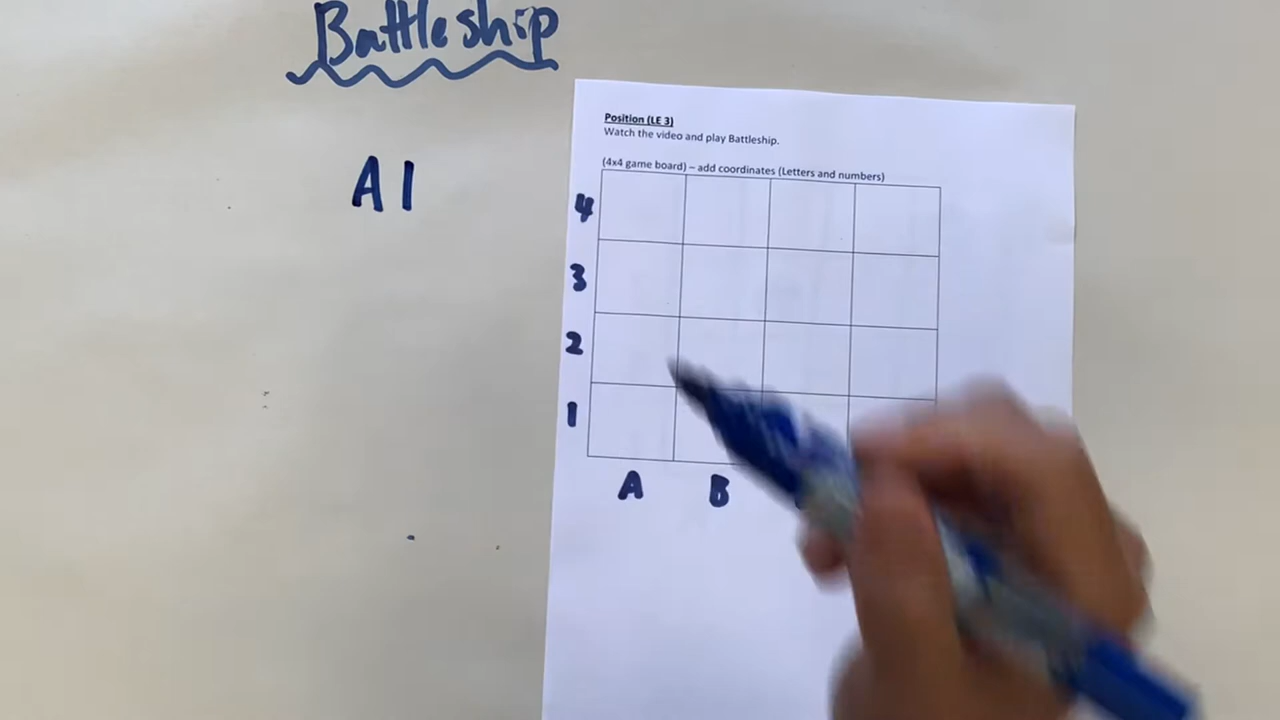 Battleship
A1
Position (LE 3)
Watch the video and play Battleship.
(4x4 game board) – add coordinates (Letters and numbers)
4
3
2
1
A B